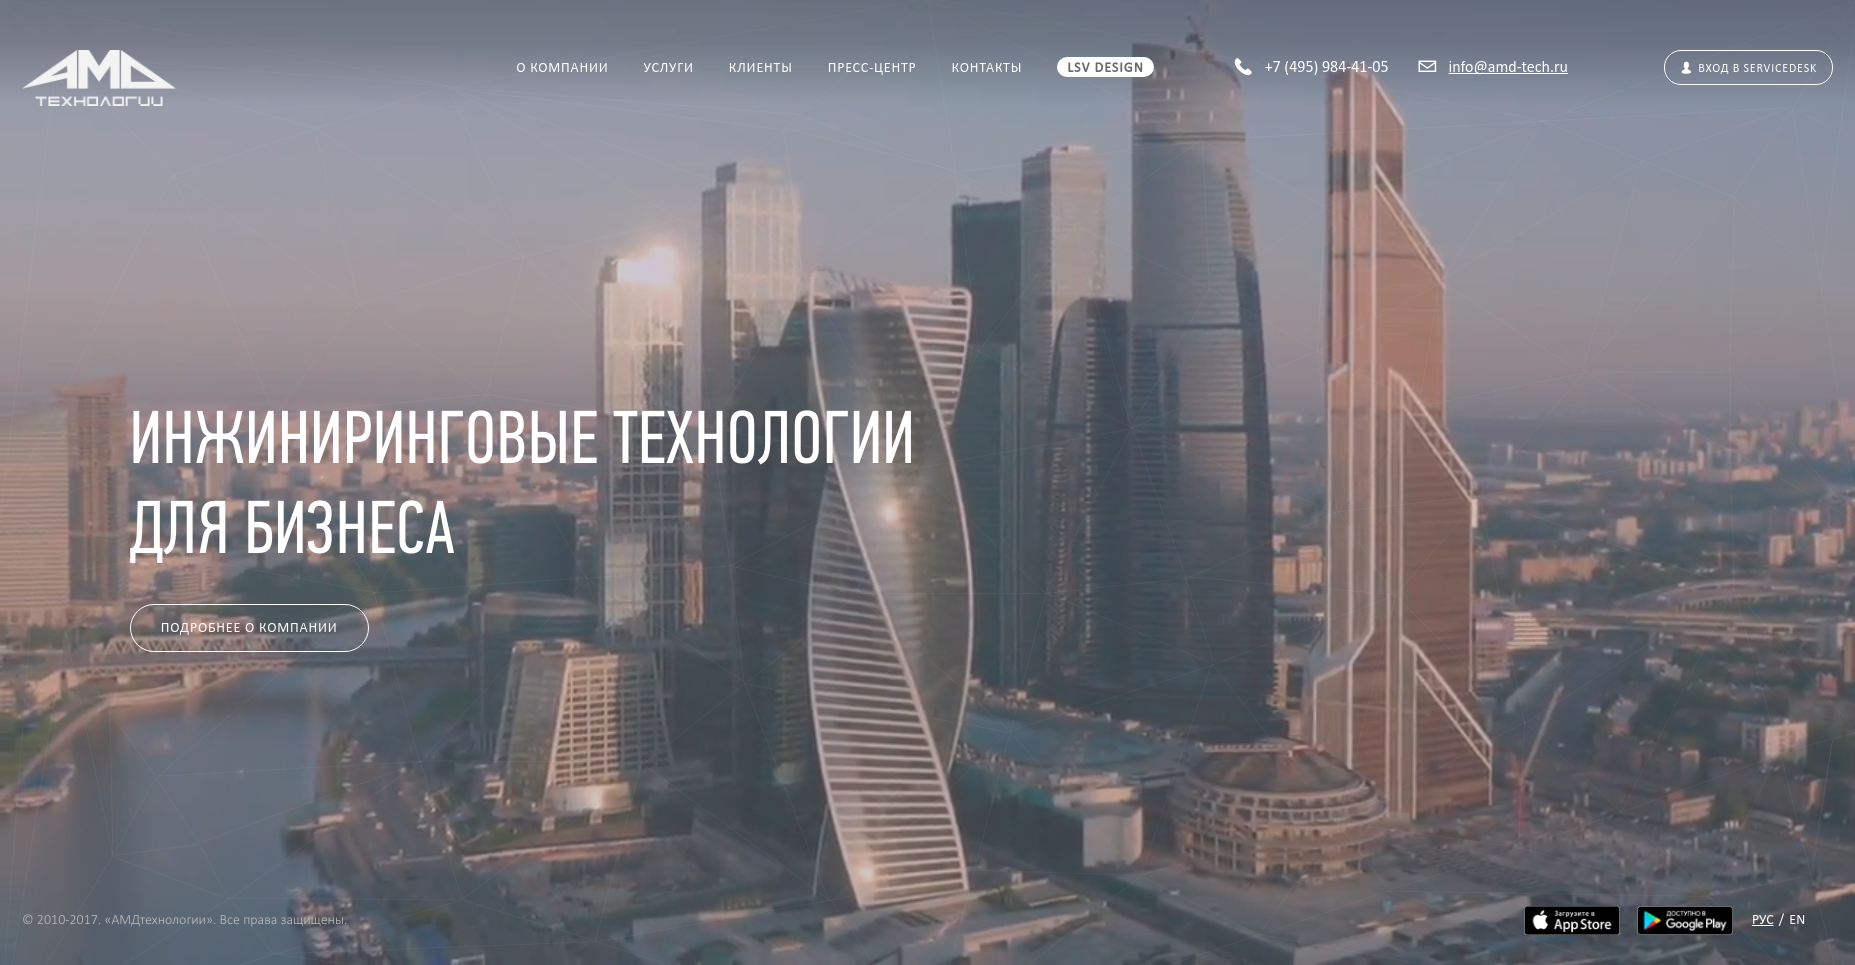 АМД
ТЕХНОЛОГИИ
О КОМПАНИИ УСЛУГИ КЛИЕНТЫ ПРЕСС-ЦЕНТР КОНТАКТЫ LSV DESIGN +7 (495) 984-41-05 info@amd-tech.ru ВХОД В SERVICEDESK
ИНЖИНИРИНГОВЫЕ ТЕХНОЛОГИИ
ДЛЯ БИЗНЕСА
ПОДРОБНЕЕ О КОМПАНИИ
© 2010-2017. «АМДтехнологии». Все права защищены.
Загрузите в
App Store
ДОСТУПНО В
Google Play
РУС / EN